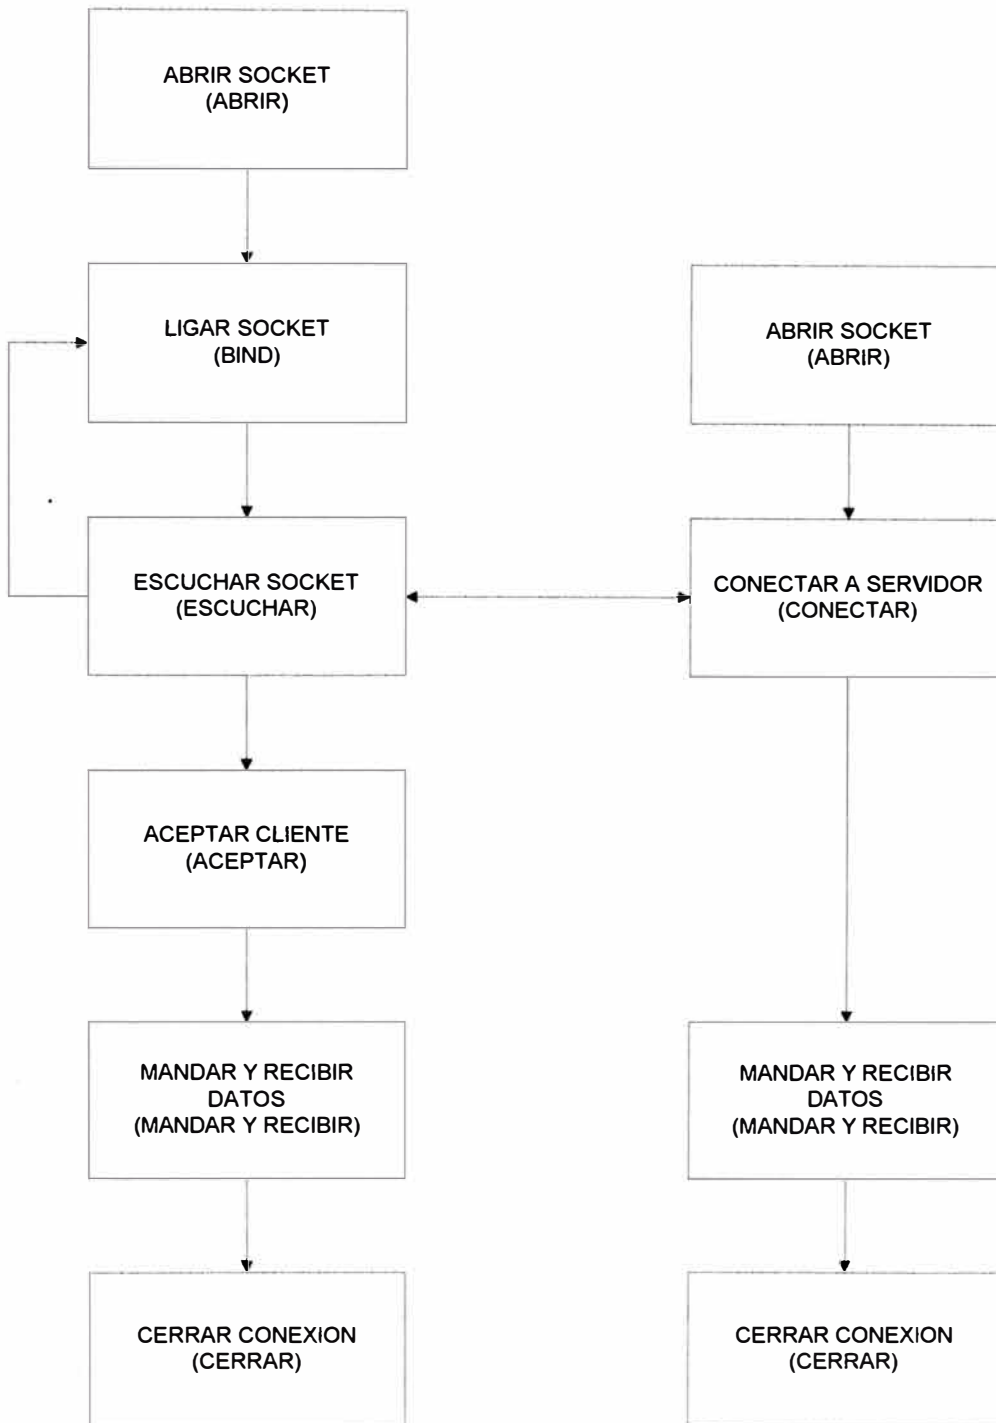 ABRIR SOCKET
(ABRIR)
LIGAR SOCKET
(BIND)
ESCUCHAR SOCKET
(ESCUCHAR)
ACEPTAR CLIENTE
(ACEPTAR)
MANDAR Y RECIBIR
DATOS
(MANDAR Y RECIBIR)
CERRAR CONEXION
(CERRAR)
ABRIR SOCKET
(ABRIR)
CONECTAR A SERVIDOR
(CONECTAR)
MANDAR Y RECIBIR
DATOS
(MANDAR Y RECIBIR)
CERRAR CONEXION
(CERRAR)